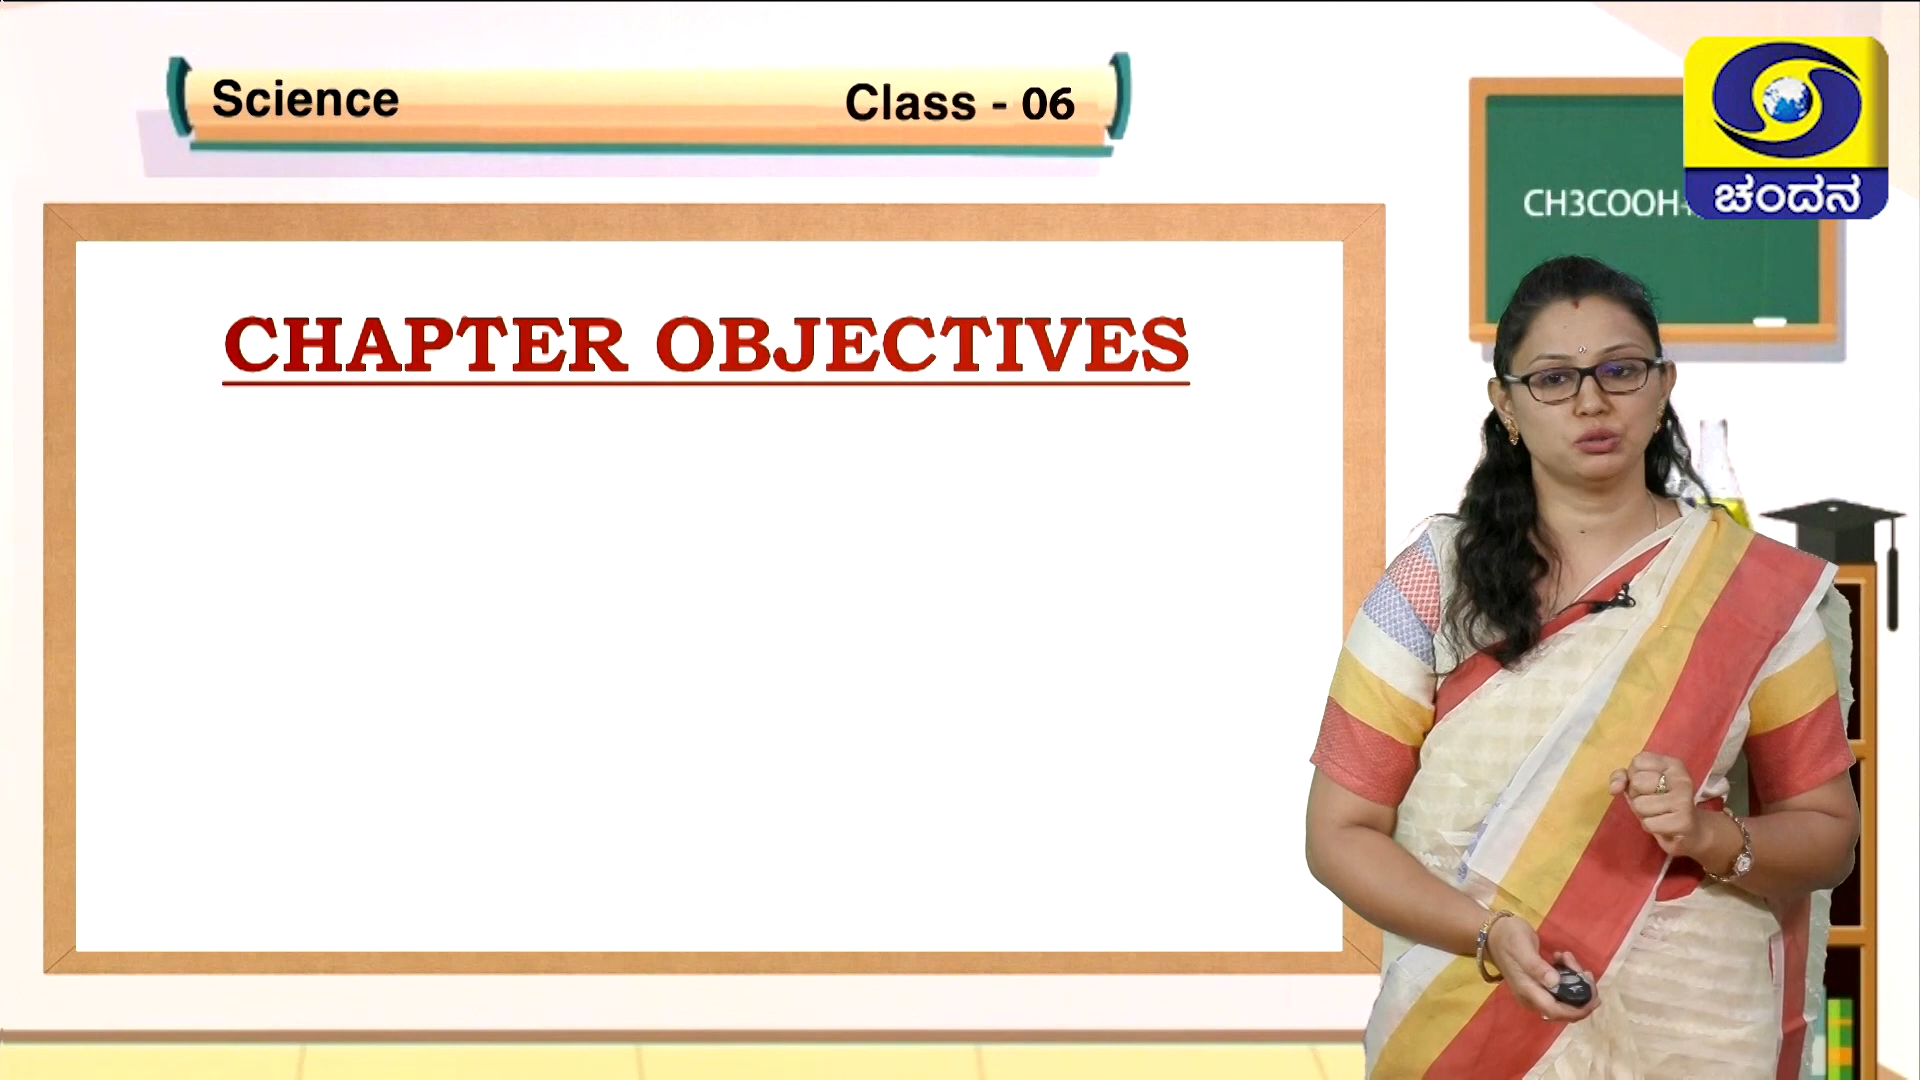 Science
Class - 06
CHAPTER OBJECTIVES
CH3COOH+
ಚಂದನ